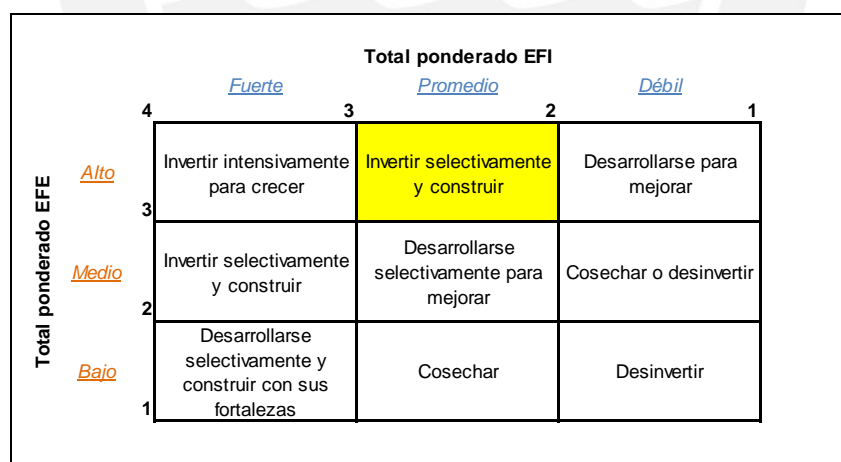 Total ponderado EFI
Fuerte Promedio Débil
4 3 2 1
Total ponderado EFE
Alto
Invertir intensivamente
para crecer
Invertir selectivamente
y construir
Desarrollarse para
mejorar
3
Medio
Invertir selectivamente
y construir
Desarrollarse
selectivamente para
mejorar
Cosechar o desinvertir
2
Bajo
Desarrollarse
selectivamente y
construir con sus
fortalezas
Cosechar
Desinvertir
1